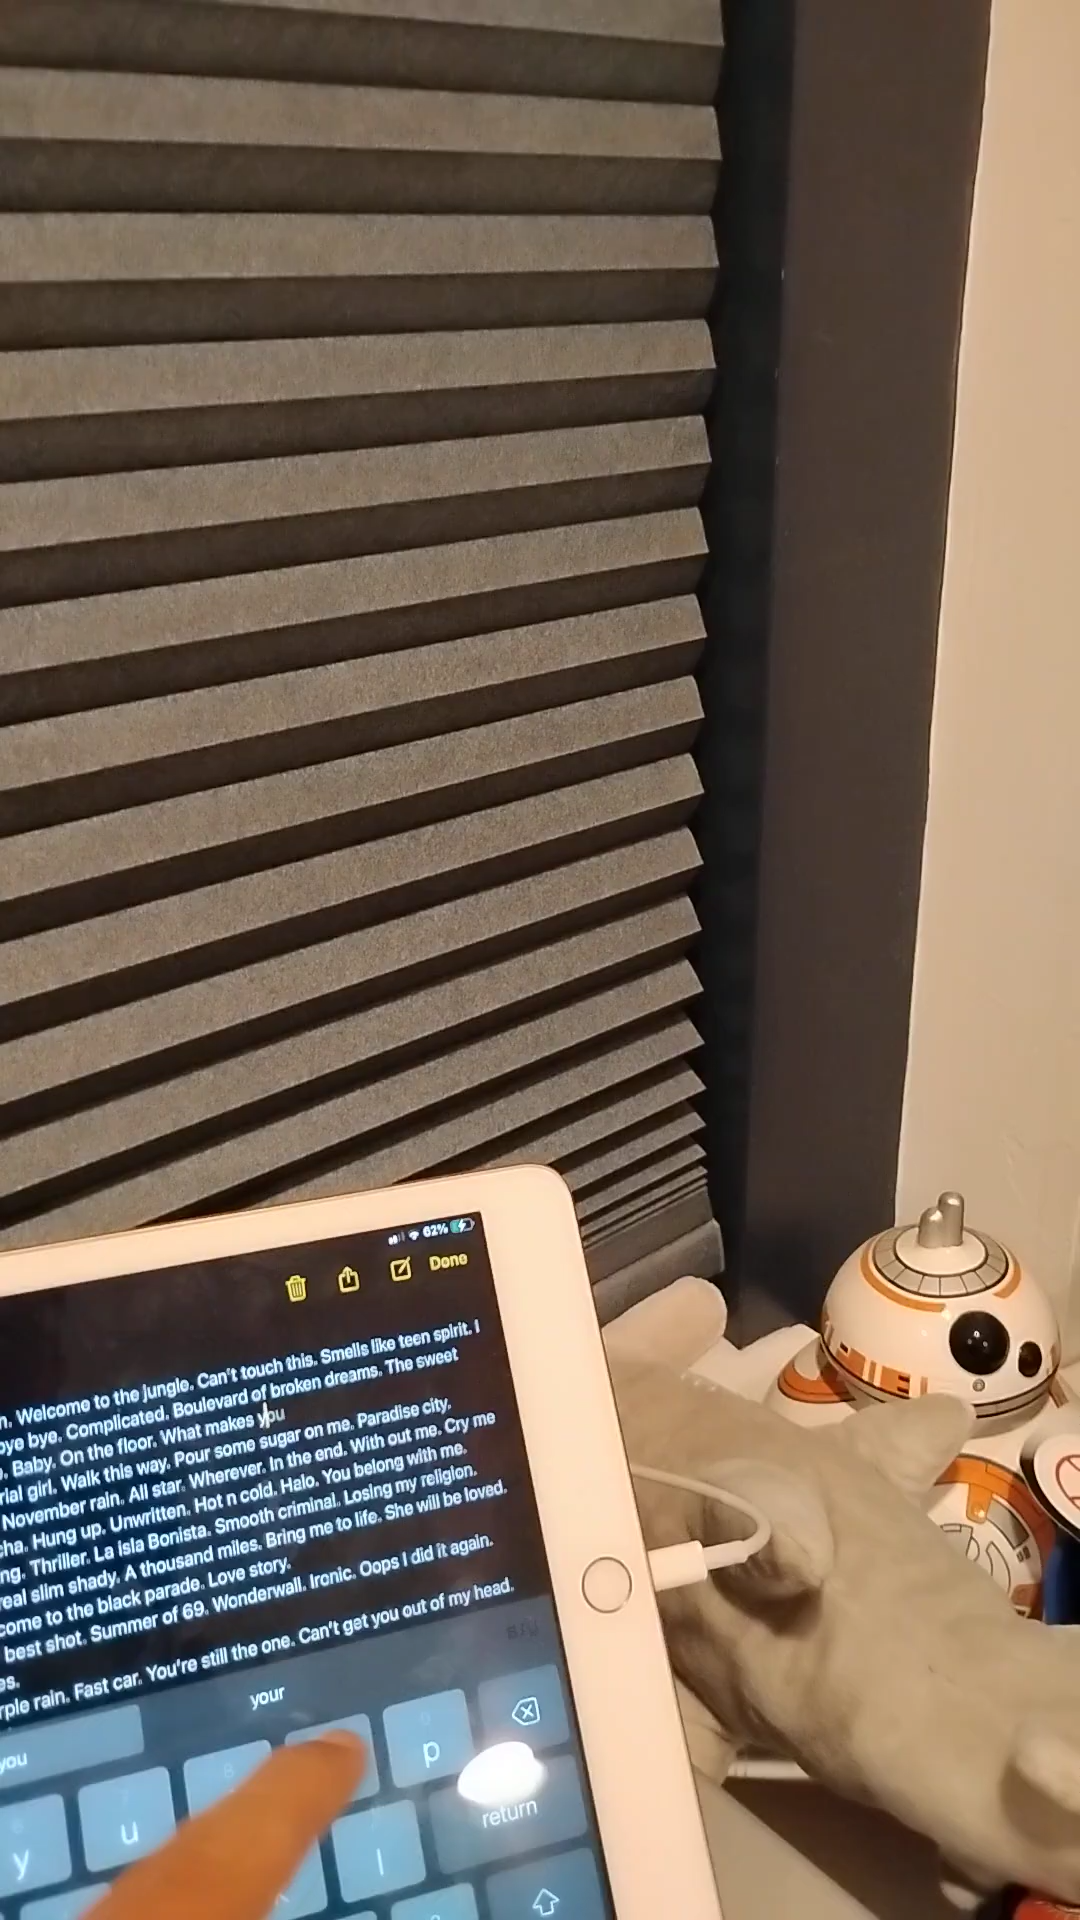 62%
Done
n. Welcome to the jungle. Can't touch this. Smells like teen spirit. I
bye bye. Complicated. Boulevard of broken dreams. The sweet
. Baby. On the floor. What makes you
rial girl. Walk this way. Pour some sugar on me. Paradise city.
November rain. All star. Wherever. In the end. With out me. Cry me
cha. Hung up. Unwritten. Hot n cold. Halo. You belong with me.
ng. Thriller. La isla Bonista. Smooth criminal. Losing my religion.
real slim shady. A thousand miles. Bring me to life. She will be loved.
come to the black parade. Love story.
best shot. Summer of 69. Wonderwall. Ironic. Oops I did it again.
es.
rple rain. Fast car. You're still the one. Can't get you out of my head.
you
your
p
u
return
y
l